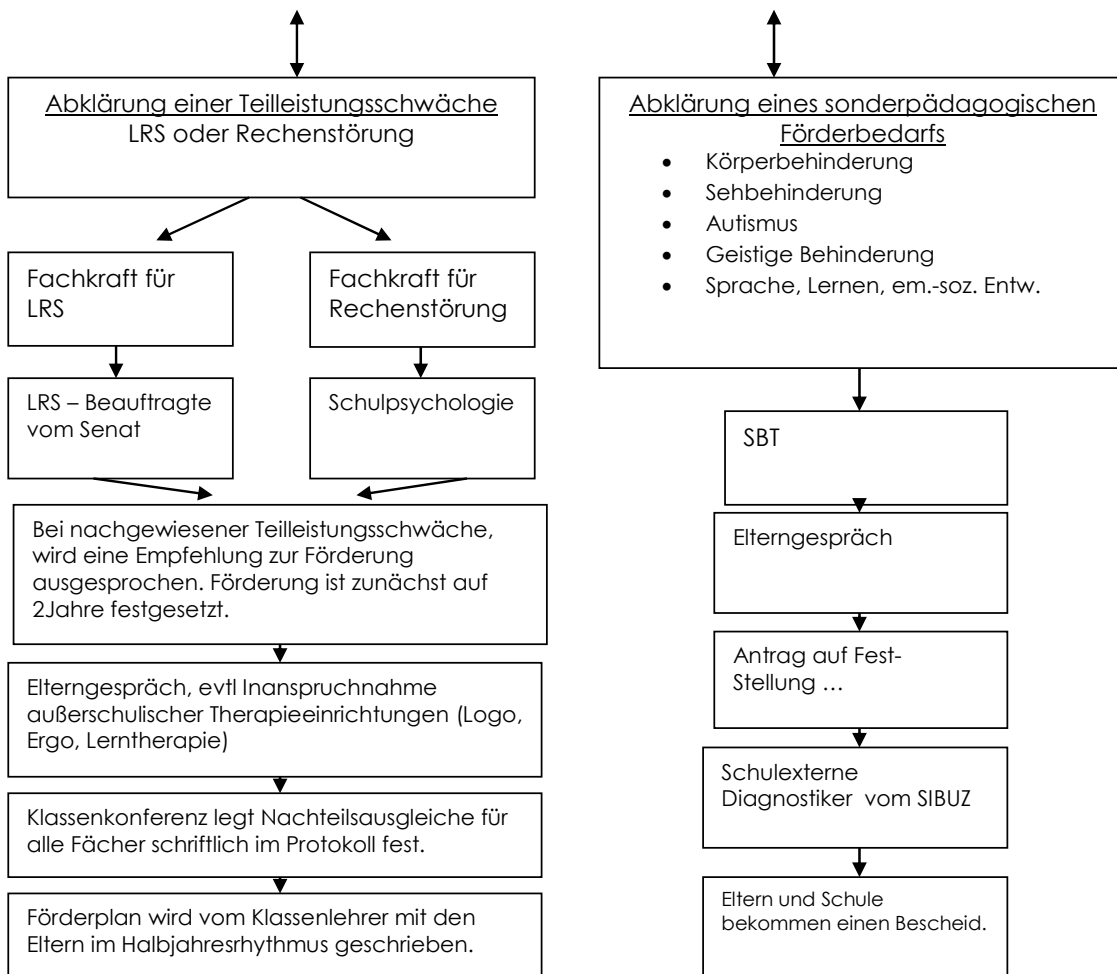 Abklärung einer Teilleistungsschwäche
LRS oder Rechenstörung
Fachkraft für
LRS
Fachkraft für
Rechenstörung
LRS – Beauftragte
vom Senat
Schulpsychologie
Bei nachgewiesener Teilleistungsschwäche,
wird eine Empfehlung zur Förderung
ausgesprochen. Förderung ist zunächst auf
2Jahre festgesetzt.
Elterngespräch, evtl Inanspruchnahme
außerschulischer Therapieeinrichtungen (Logo,
Ergo, Lerntherapie)
Klassenkonferenz legt Nachteilsausgleiche für
alle Fächer schriftlich im Protokoll fest.
Förderplan wird vom Klassenlehrer mit den
Eltern im Halbjahresrhythmus geschrieben.
Abklärung eines sonderpädagogischen
Förderbedarfs
• Körperbehinderung
• Sehbehinderung
• Autismus
• Geistige Behinderung
• Sprache, Lernen, em.-soz. Entw.
SBT
Elterngespräch
Antrag auf Fest-
Stellung …
Schulexterne
Diagnostiker vom SIBUZ
Eltern und Schule
bekommen einen Bescheid.